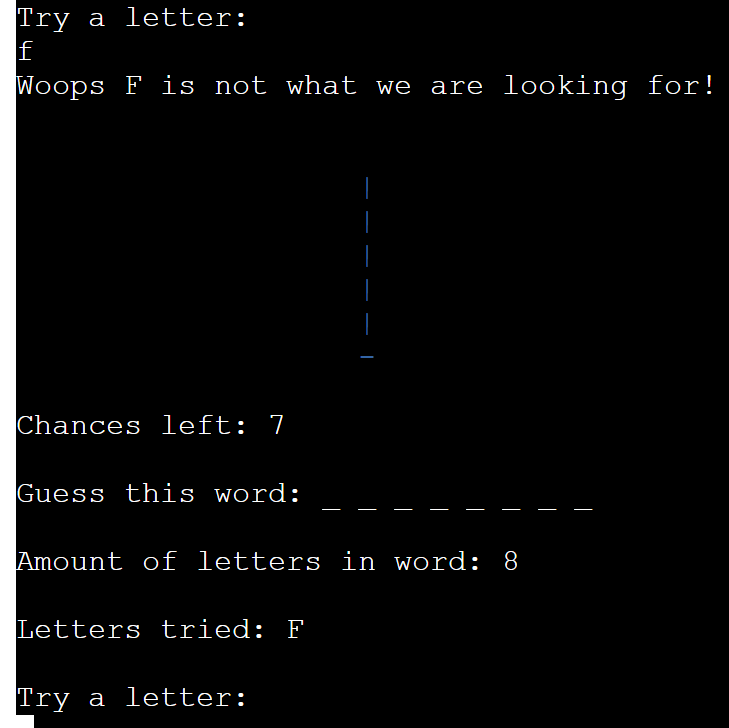 Try a letter:
f
Woops F is not what we are looking for!
|
|
|
|
|
_
Chances left: 7
Guess this word: _ _ _ _ _ _ _ _
Amount of letters in word: 8
Letters tried: F
Try a letter: